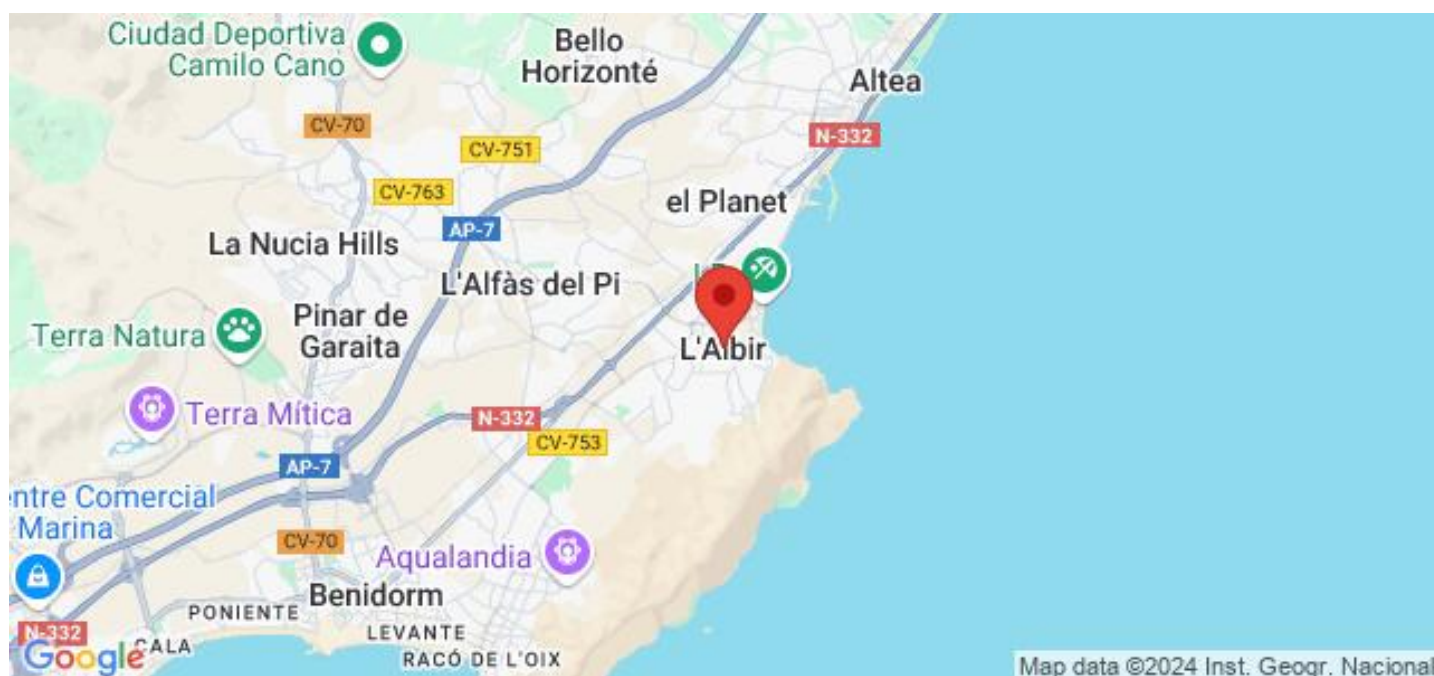 Ciudad Deportiva
Camilo Cano
Bello
Horizonté
Altea
CV-70
CV-751
N-332
CV-763
el Planet
AP-7
La Nucia Hills
L'Alfàs del Pi
Pinar de
Garaita
Terra Natura
L'Albir
Terra Mítica
N-332
CV-753
AP-7
entre Comercial
Marina
CV-70
Aqualandia
Benidorm
PONIENTE
LEVANTE
N-332
CALA
RACÓ DE L'OIX
Google
Map data ©2024 Inst. Geogr. Nacional